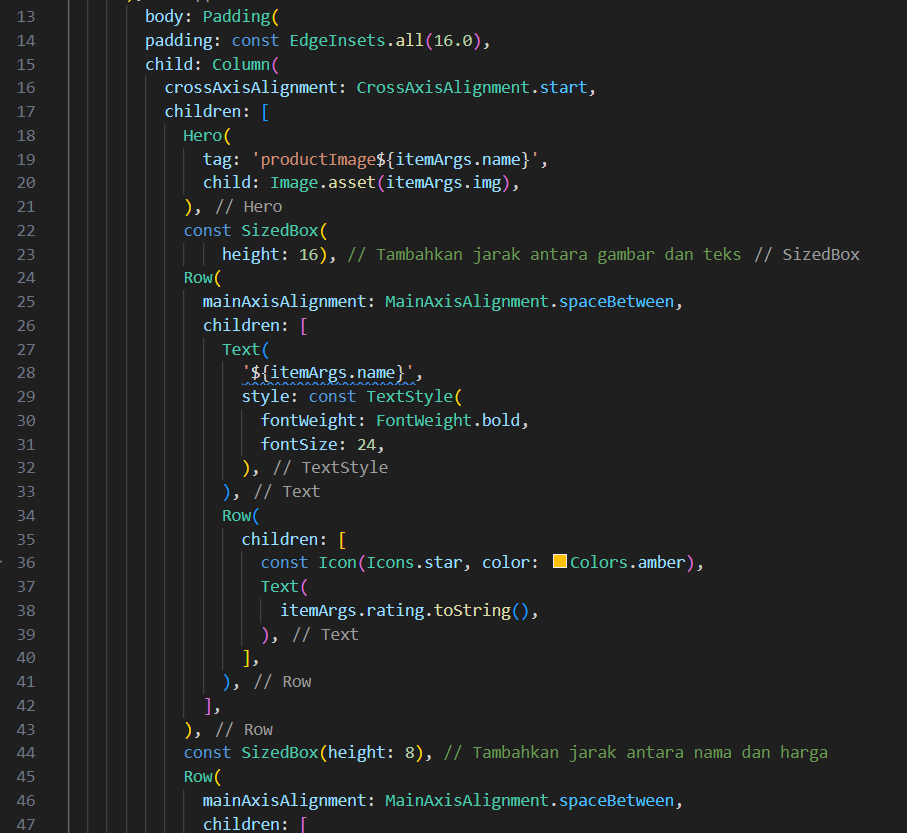 13 body: Padding(
14 padding: const EdgeInsets.all(16.0),
15 child: Column(
16 crossAxisAlignment: CrossAxisAlignment.start,
17 children: [
18 Hero(
19 tag: 'productImage${itemArgs.name}',
20 child: Image.asset(itemArgs.img),
21 ), // Hero
22 const SizedBox(
23 height: 16), // Tambahkan jarak antara gambar dan teks // SizedBox
24 Row(
25 mainAxisAlignment: MainAxisAlignment.spaceBetween,
26 children: [
27 Text(
28 '${itemArgs.name}',
29 style: const TextStyle(
30 fontWeight: FontWeight.bold,
31 fontSize: 24,
32 ), // TextStyle
33 ), // Text
34 Row(
35 children: [
36 const Icon(Icons.star, color: Colors.amber),
37 Text(
38 itemArgs.rating.toString(),
39 ), // Text
40 ],
41 ), // Row
42 ],
43 ), // Row
44 const SizedBox(height: 8), // Tambahkan jarak antara nama dan harga
45 Row(
46 mainAxisAlignment: MainAxisAlignment.spaceBetween,
47 children: [